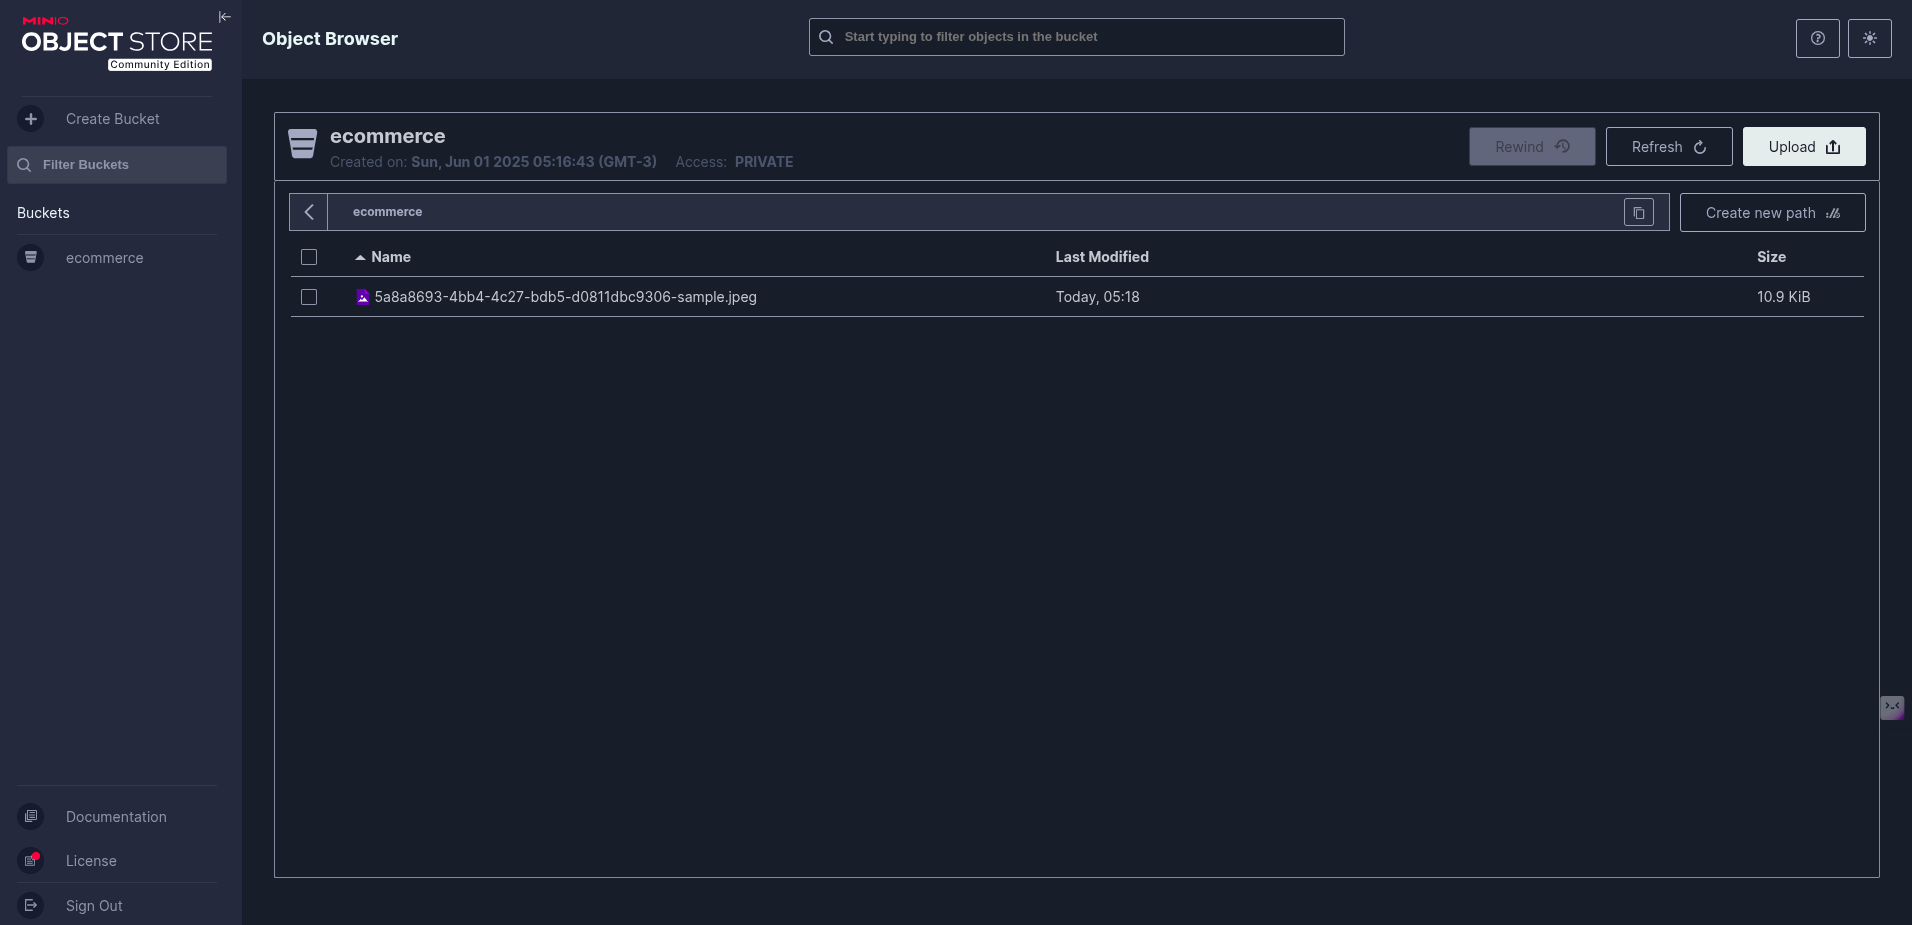 MINIO
OBJECT STORE
Community Edition
Create Bucket
Filter Buckets
Buckets
ecommerce
Documentation
License
Sign Out
Object Browser
Start typing to filter objects in the bucket
ecommerce
Created on: Sun, Jun 01 2025 05:16:43 (GMT-3) Access: PRIVATE
Rewind
Refresh
Upload
ecommerce
Create new path
Name Last Modified Size
5a8a8693-4bb4-4c27-bdb5-d0811dbc9306-sample.jpeg Today, 05:18 10.9 KiB